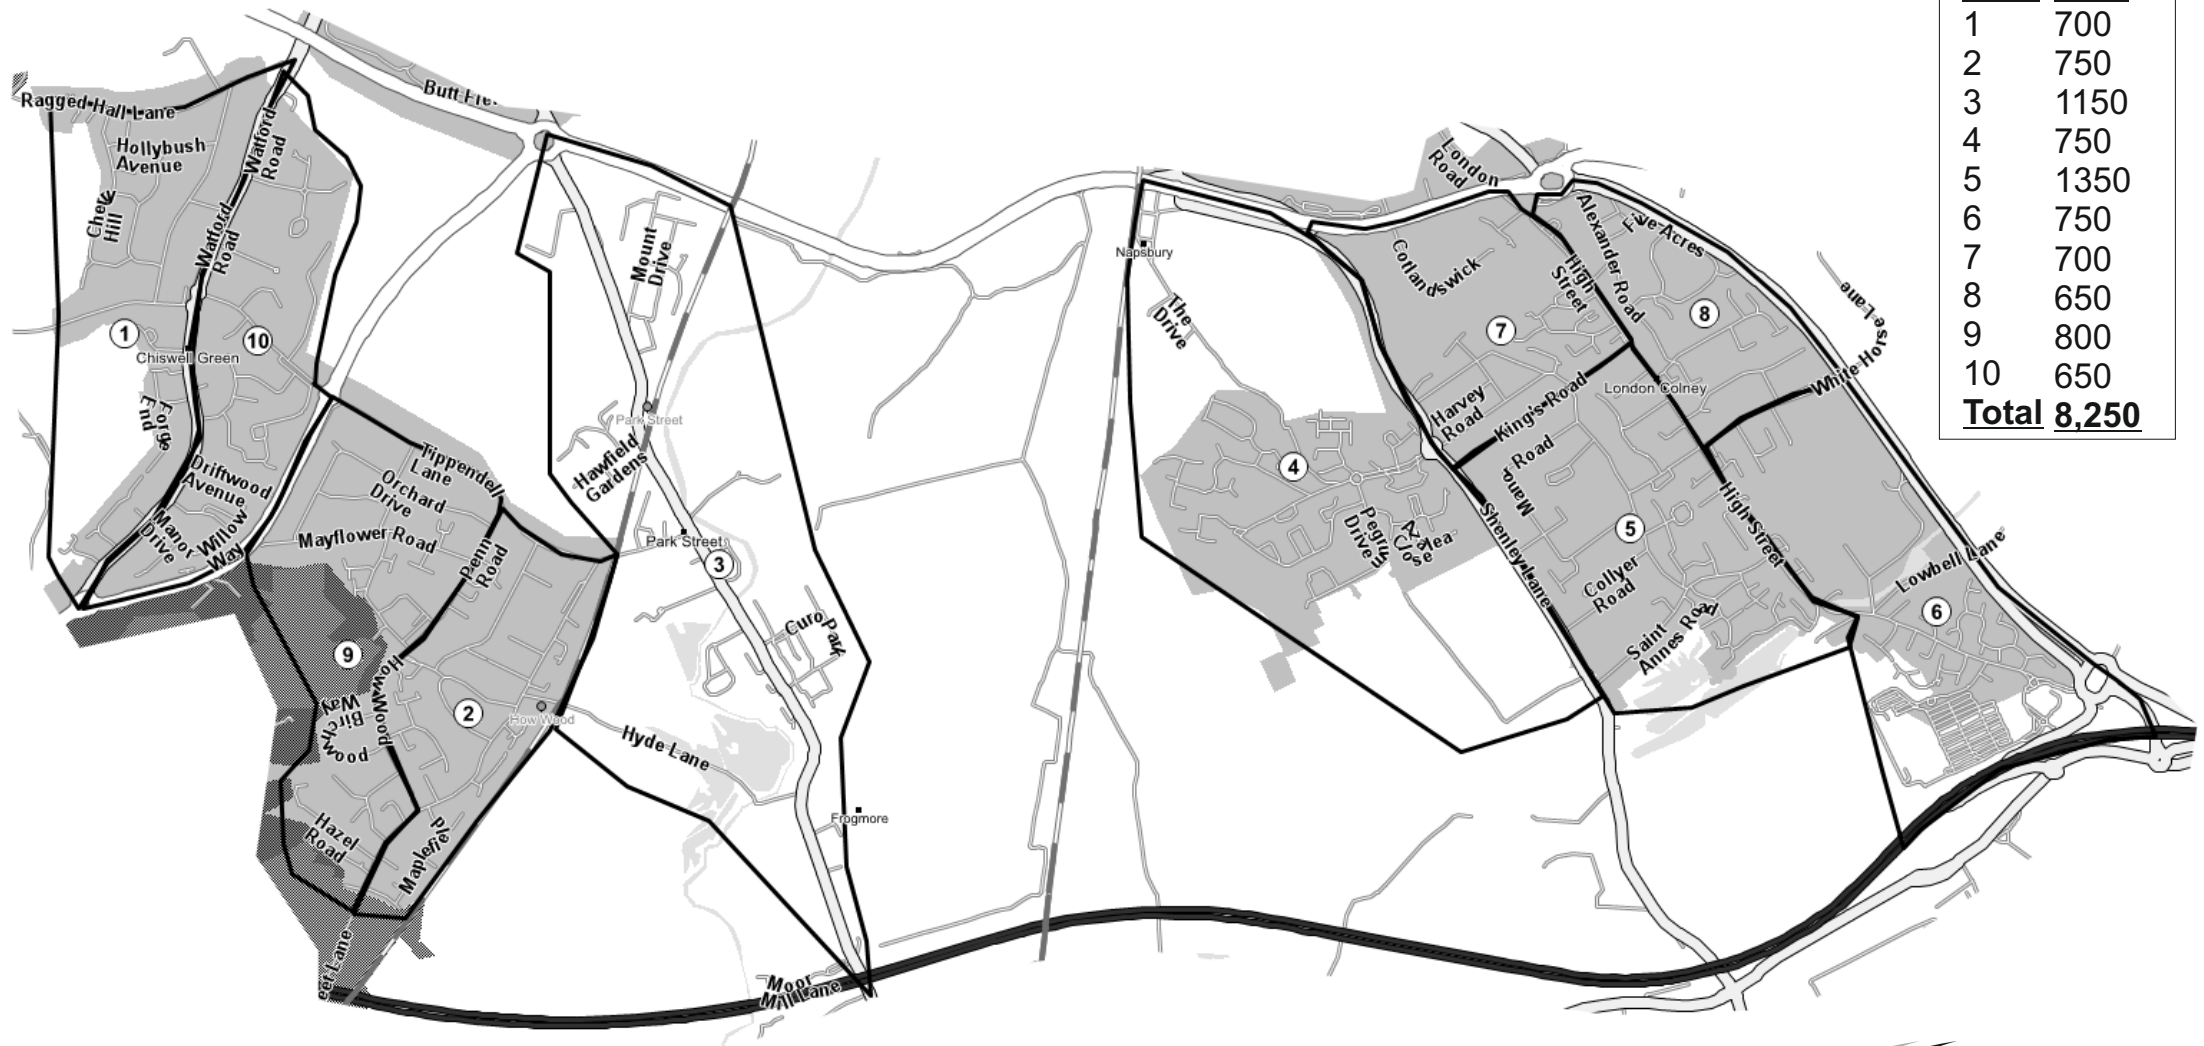 1 700
2 750
3 1150
4 750
5 1350
6 750
7 700
8 650
9 800
10 650
Total 8,250
Ragged Hall Lane
Hollybush
Avenue
Watford
Road
Hill
Watford
Road
1
10
Chiswell Green
Forge
End
Driftwood
Avenue
Manor
Drive
Willow
Way
Mount
Drive
Park Street
Hawfield
Gardens
Tippendell
Lane
Orchard
Drive
Mayflower Road
Penn
Road
Park Street
3
Curo Park
9
How Wood
Birchwood
Way
2
How Wood
Hyde Lane
Hazel
Road
Frogmore
Moor
Mill Lane
London
Road
Napsbury
The
Drive
Cotlandswick
High
Street
Alexander Road
Five Acres
7
8
White Horse Lane
Harvey
Road
King's Road
London Colney
Manor Road
4
Pegrum
Drive
Azalea
Close
Shenley Lane
5
High Street
Collyer
Road
Saint
Annes Road
Lowbell Lane
6